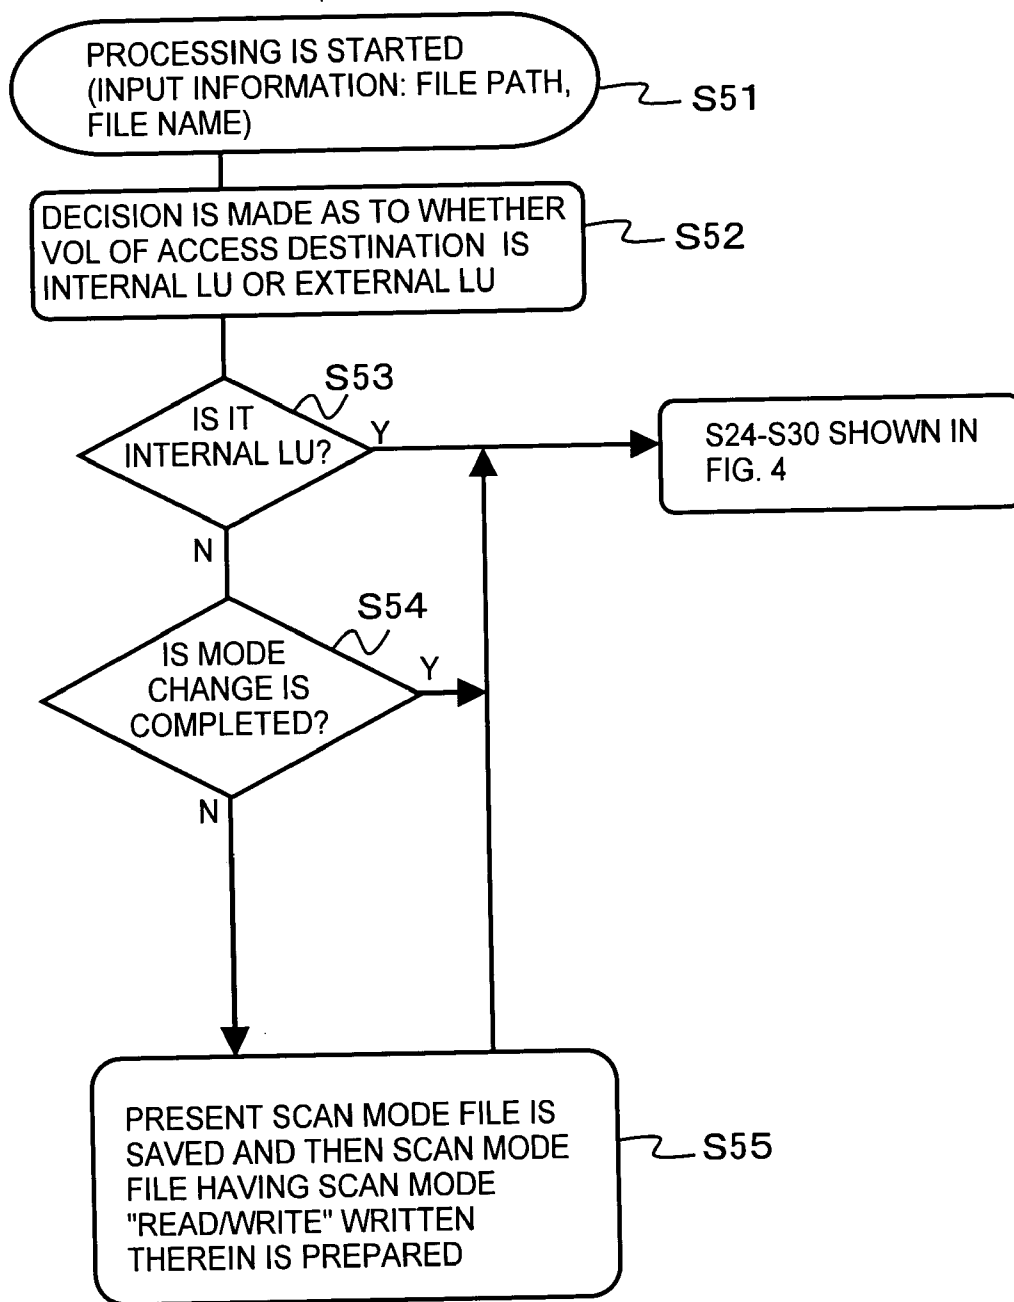 PROCESSING IS STARTED
(INPUT INFORMATION: FILE PATH,
FILE NAME)
S51
DECISION IS MADE AS TO WHETHER
VOL OF ACCESS DESTINATION IS
INTERNAL LU OR EXTERNAL LU
S52
S53
IS IT
INTERNAL LU?
Y
N
S24-S30 SHOWN IN
FIG. 4
S54
IS MODE
CHANGE IS
COMPLETED?
Y
N
PRESENT SCAN MODE FILE IS
SAVED AND THEN SCAN MODE
FILE HAVING SCAN MODE
"READ/WRITE" WRITTEN
THEREIN IS PREPARED
S55